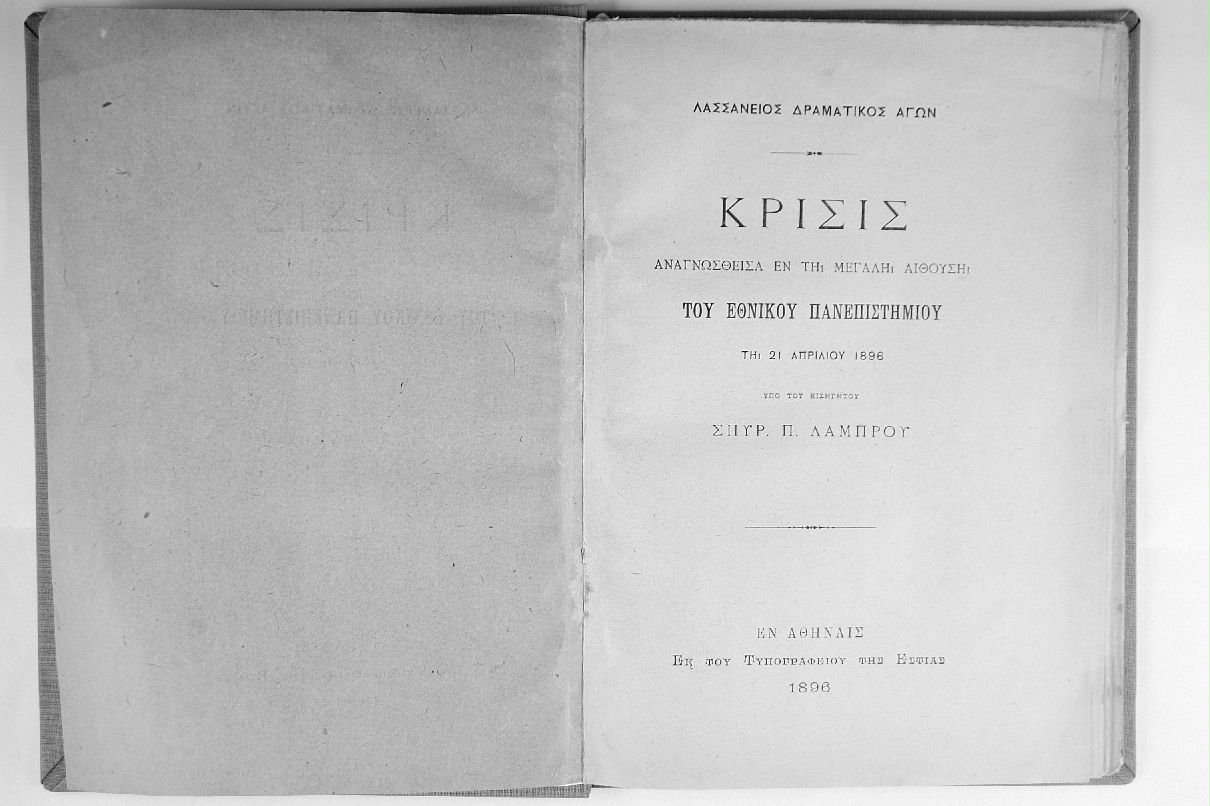 ΛΑΣΣΑΝΕΙΟΣ ΔΡΑΜΑΤΙΚΟΣ ΑΓΩΝ
ΚΡΙΣΙΣ
ΑΝΑΓΝΩΣΘΕΙΣΑ ΕΝ ΤΗι ΜΕΓΑΛΗι ΑΙΘΟΥΣΗι
ΤΟΥ ΕΘΝΙΚΟΥ ΠΑΝΕΠΙΣΤΗΜΙΟΥ
ΤΗι 21 ΑΠΡΙΛΙΟΥ 1896
ΥΠΟ ΤΟΥ ΕΙΣΗΓΗΤΟΥ
ΣΠΥΡ. Π. ΛΑΜΠΡΟΥ
ΕΝ ΑΘΗΝΑΙΣ
Εκ του Τυπογραφειου της Εστιας
1896